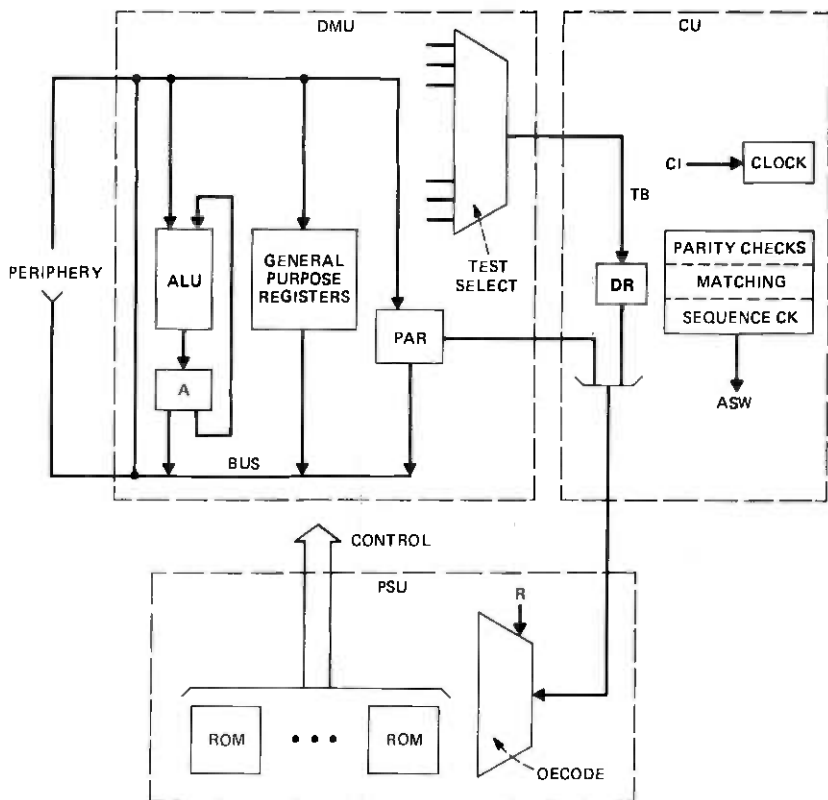 DMU
CU
CI
CLOCK
TB
PERIPHERY
ALU
GENERAL
PURPOSE
REGISTERS
TEST
SELECT
DR
PARITY CHECKS
MATCHING
SEQUENCE CK
PAR
A
ASW
BUS
CONTROL
PSU
R
ROM
ROM
OECODE